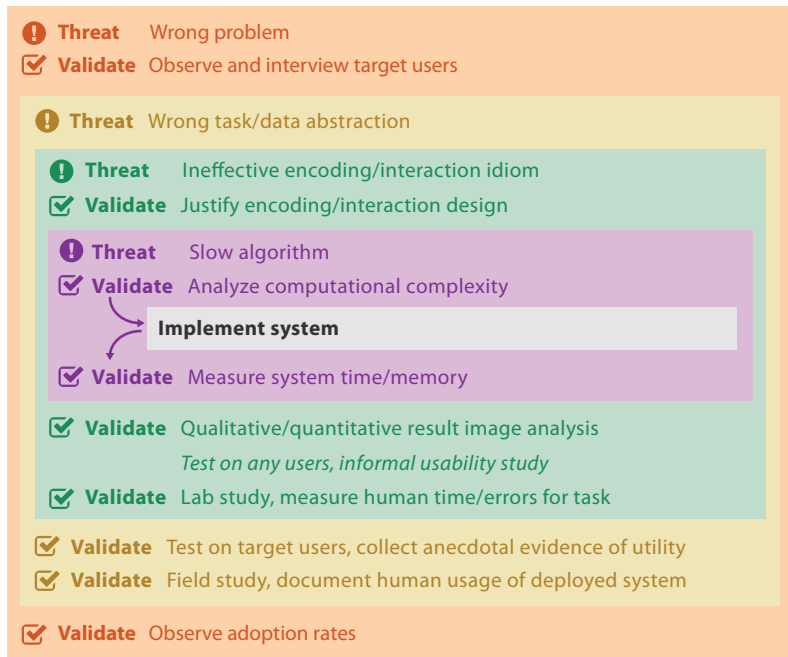 Threat Wrong problem
Validate Observe and interview target users
Threat Wrong task/data abstraction
Threat Ineffective encoding/interaction idiom
Validate Justify encoding/interaction design
Threat Slow algorithm
Validate Analyze computational complexity
Implement system
Validate Measure system time/memory
Validate Qualitative/quantitative result image analysis
Test on any users, informal usability study
Validate Lab study, measure human time/errors for task
Validate Test on target users, collect anecdotal evidence of utility
Validate Field study, document human usage of deployed system
Validate Observe adoption rates